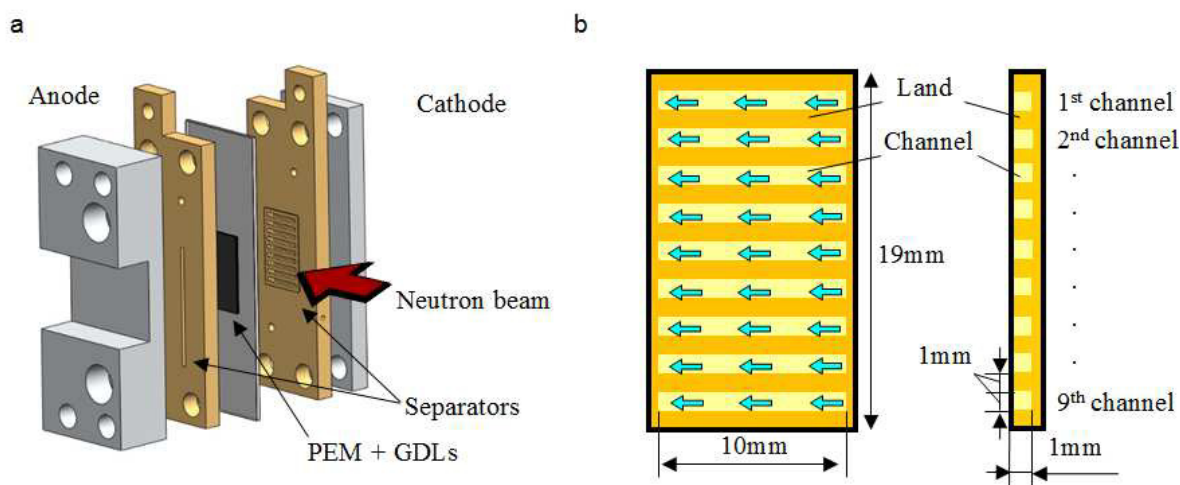 a
Anode
Cathode
Neutron beam
Separators
PEM + GDLs
b
Land
Channel
19mm
10mm
1st channel
2nd channel
.
.
.
.
.
.
1mm
9th channel
1mm